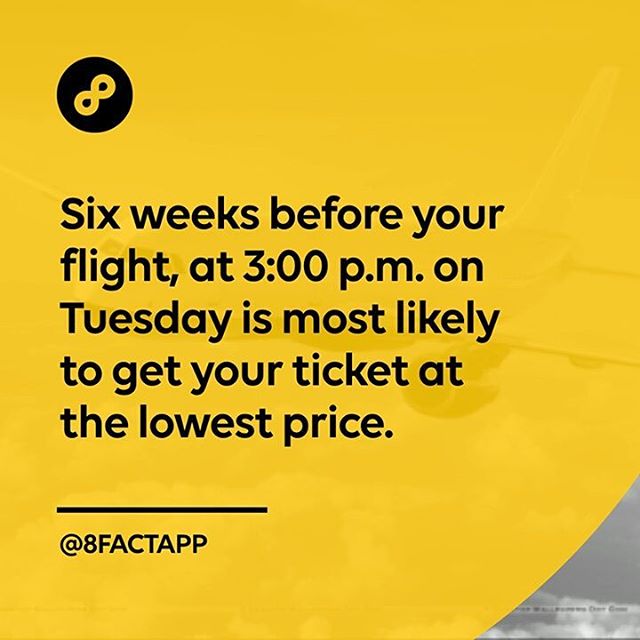 Six weeks before your
flight, at 3:00 p.m. on
Tuesday is most likely
to get your ticket at
the lowest price.
@8FACTAPP